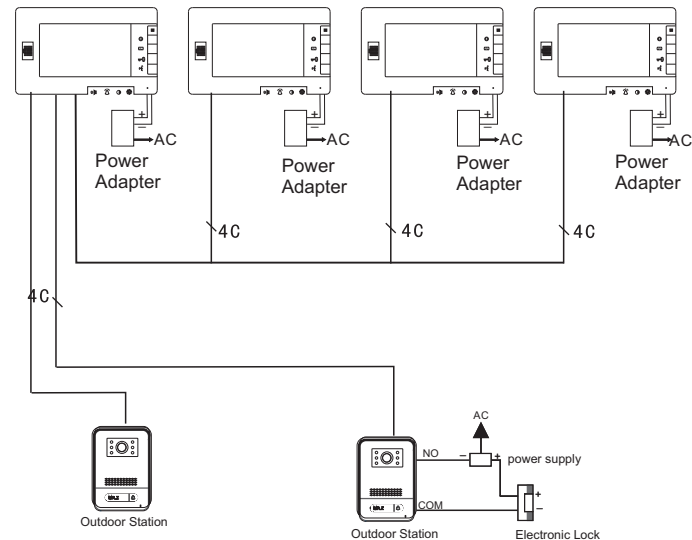 +
–
AC
Power
Adapter
+
–
AC
Power
Adapter
+
–
AC
Power
Adapter
+
–
AC
Power
Adapter
4C
4C
4C
4C
AC
NO
– +
power supply
COM
+
–
Outdoor Station
Outdoor Station
Electronic Lock